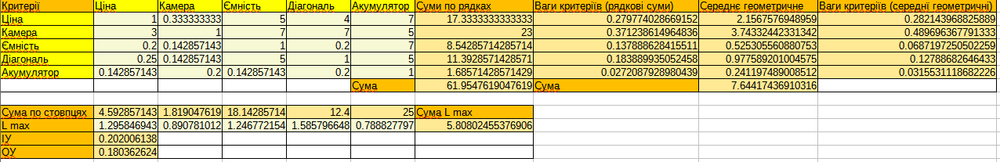 Критерії Ціна Камера Ємність Діагональ Акумулятор Суми по рядках Ваги критеріїв (рядкові суми) Середнє геометричне Ваги критеріїв (середнї геометричні)
Ціна 1 0.333333333 5 4 7 17.3333333333333 0.279774028669152 2.1567576948959 0.282143968825889
Камера 3 1 7 7 5 23 0.371238614964836 3.74332442331342 0.489696367791333
Ємність 0.2 0.142857143 1 0.2 7 8.54285714285714 0.137888628415511 0.525305560880753 0.0687197250502259
Діагональ 0.25 0.142857143 5 1 5 11.3928571428571 0.183889935052458 0.977589201004575 0.12788682646433
Акумулятор 0.142857143 0.2 0.142857143 0.2 1 1.68571428571429 0.0272087928980439 0.241197489008512 0.0315531118682226
Сума 61.9547619047619 Сума 7.64417436910316
Сума по стовпцях 4.592857143 1.819047619 18.14285714 12.4 25 Сума L max
L max 1.295846943 0.890781012 1.246772154 1.585796648 0.788827797 5.80802455376906
ІУ 0.202006138
ОУ 0.180362624